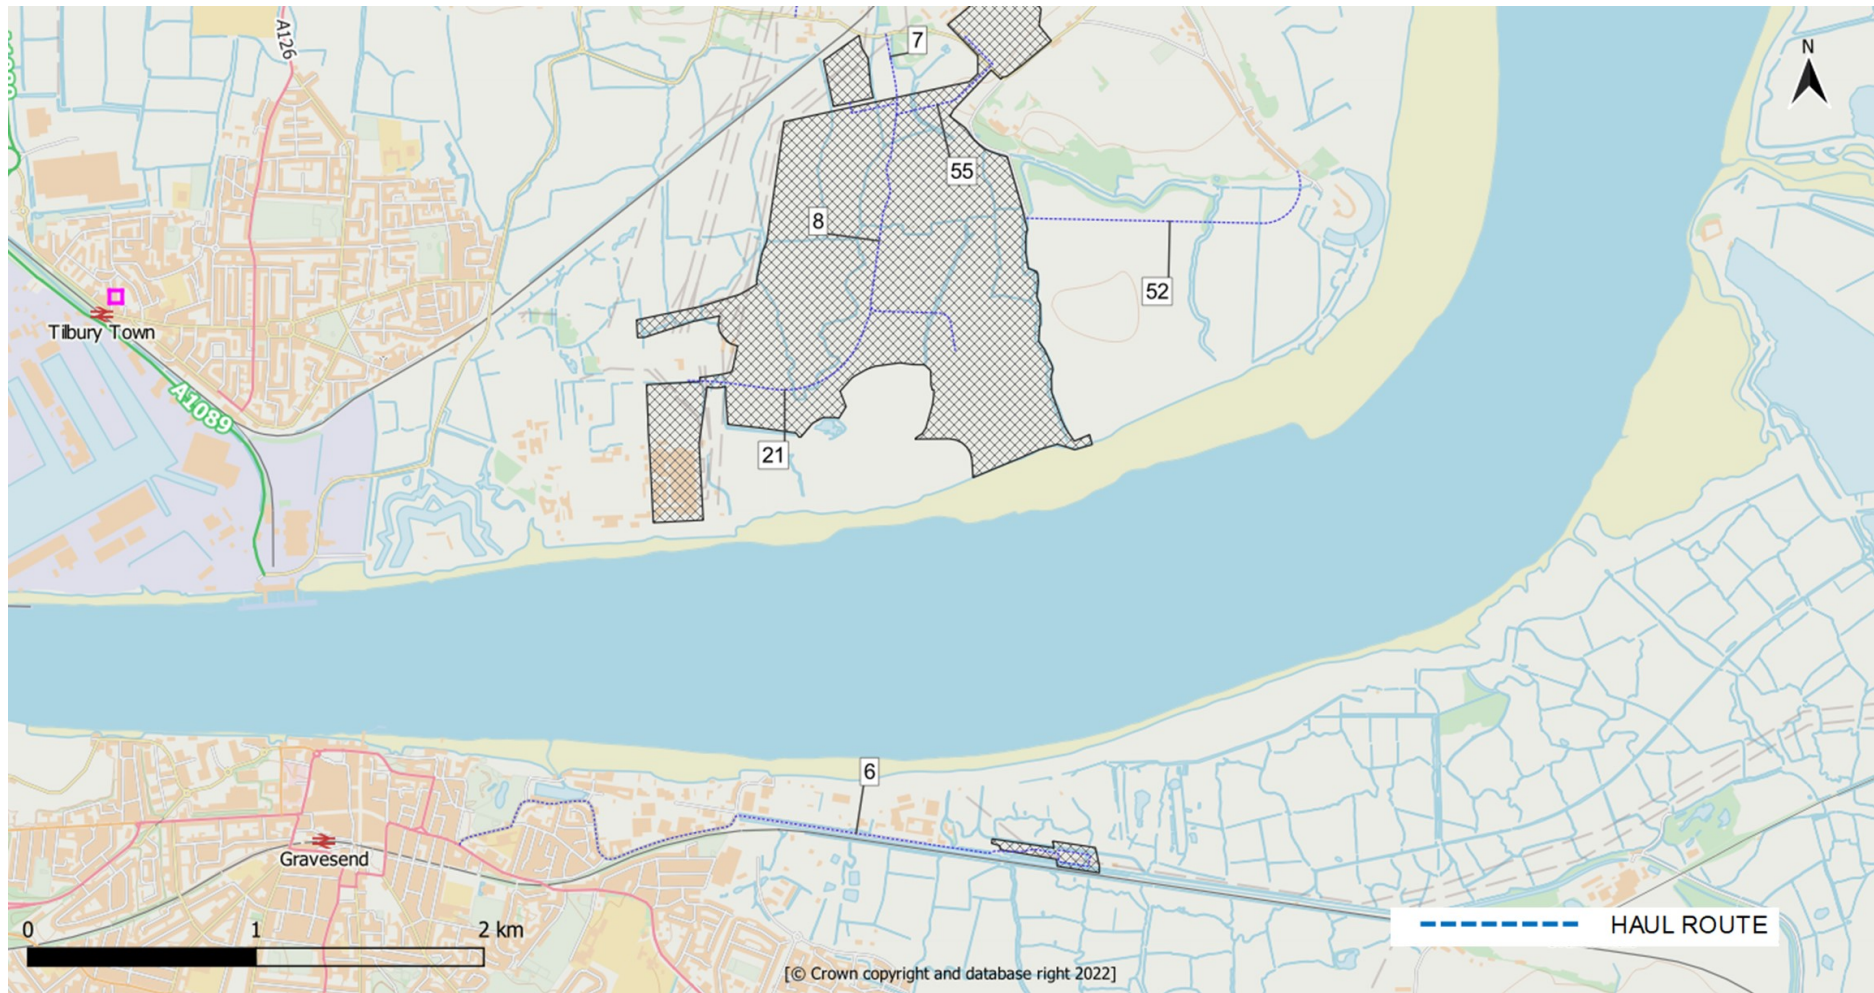 A126
7
N
55
8
52
Tilbury Town
A1089
21
6
Gravesend
0 1 2 km
HAUL ROUTE
[© Crown copyright and database right 2022]